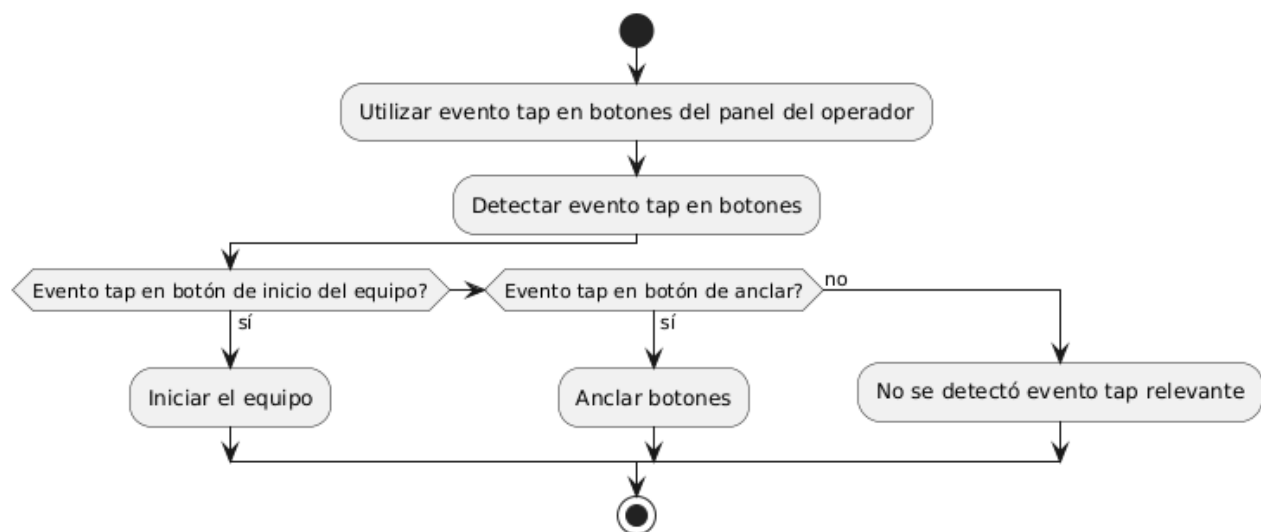 Utilizar evento tap en botones del panel del operador
Detectar evento tap en botones
Evento tap en botón de inicio del equipo?
Evento tap en botón de anclar?
no
sí
sí
Iniciar el equipo
Anclar botones
No se detectó evento tap relevante